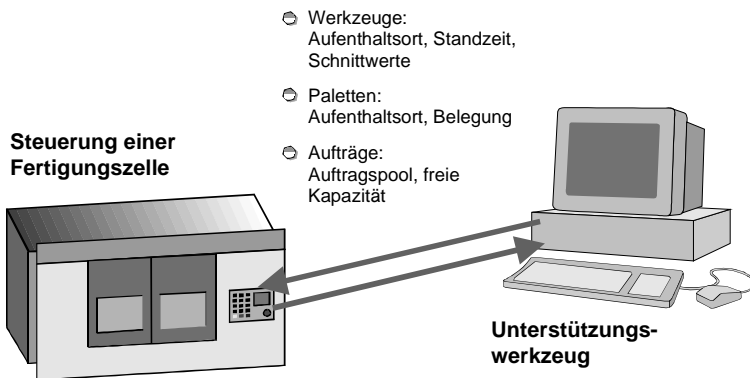 Werkzeuge:
Aufenthaltsort, Standzeit,
Schnittwerte
Paletten:
Aufenthaltsort, Belegung
Aufträge:
Auftragspool, freie
Kapazität
Steuerung einer
Fertigungszelle
Unterstützungs-
werkzeug